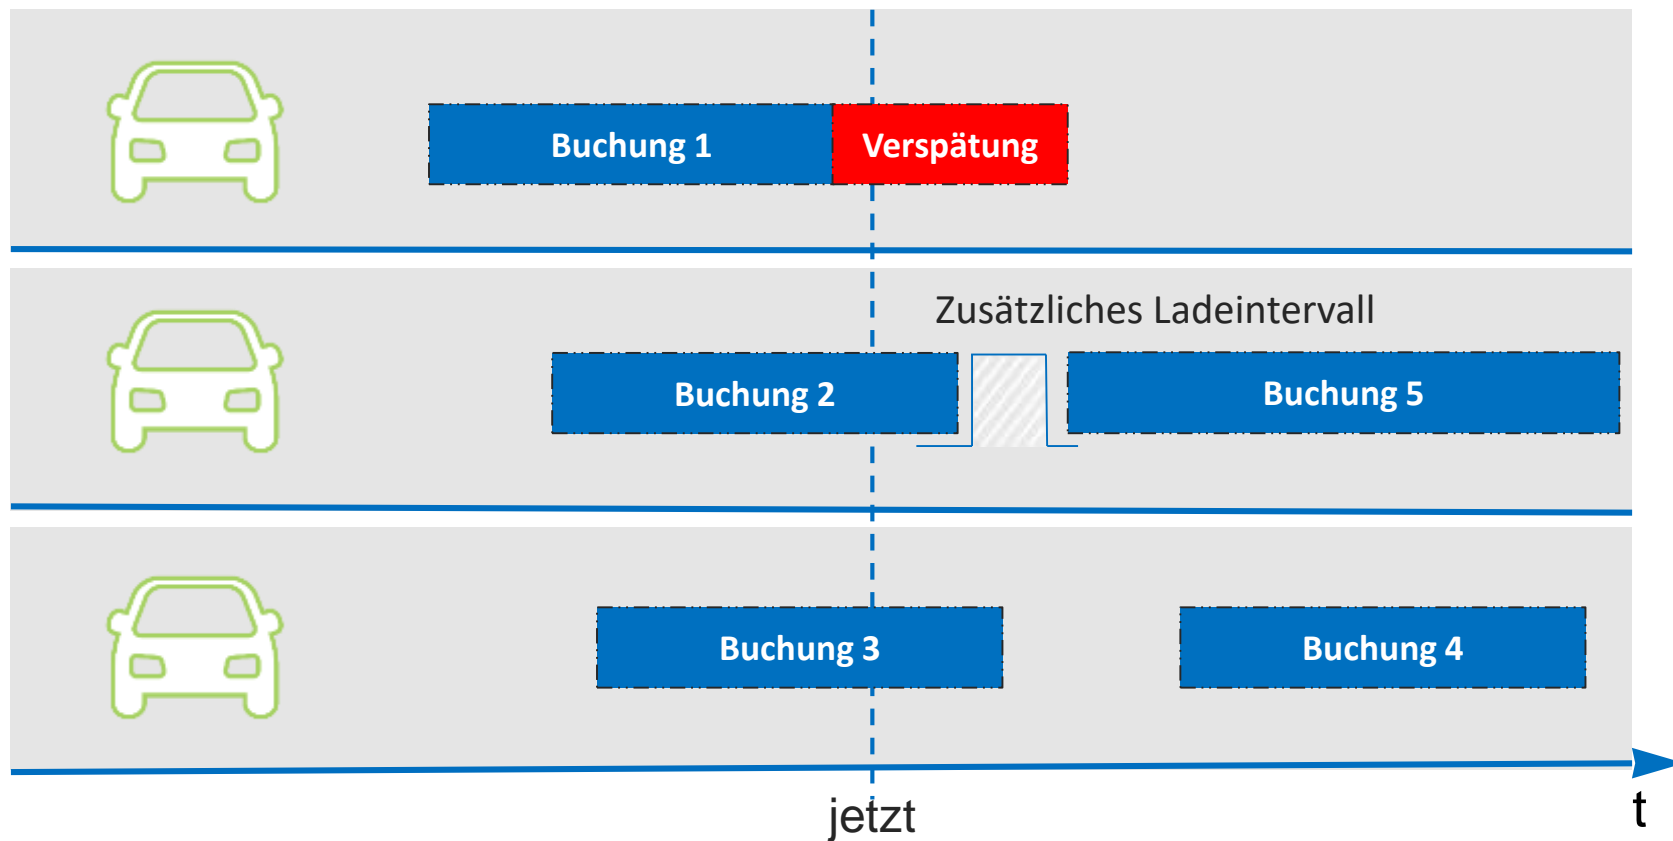 Buchung 1
Verspätung
Zusätzliches Ladeintervall
Buchung 2
Buchung 5
Buchung 3
Buchung 4
jetzt
t